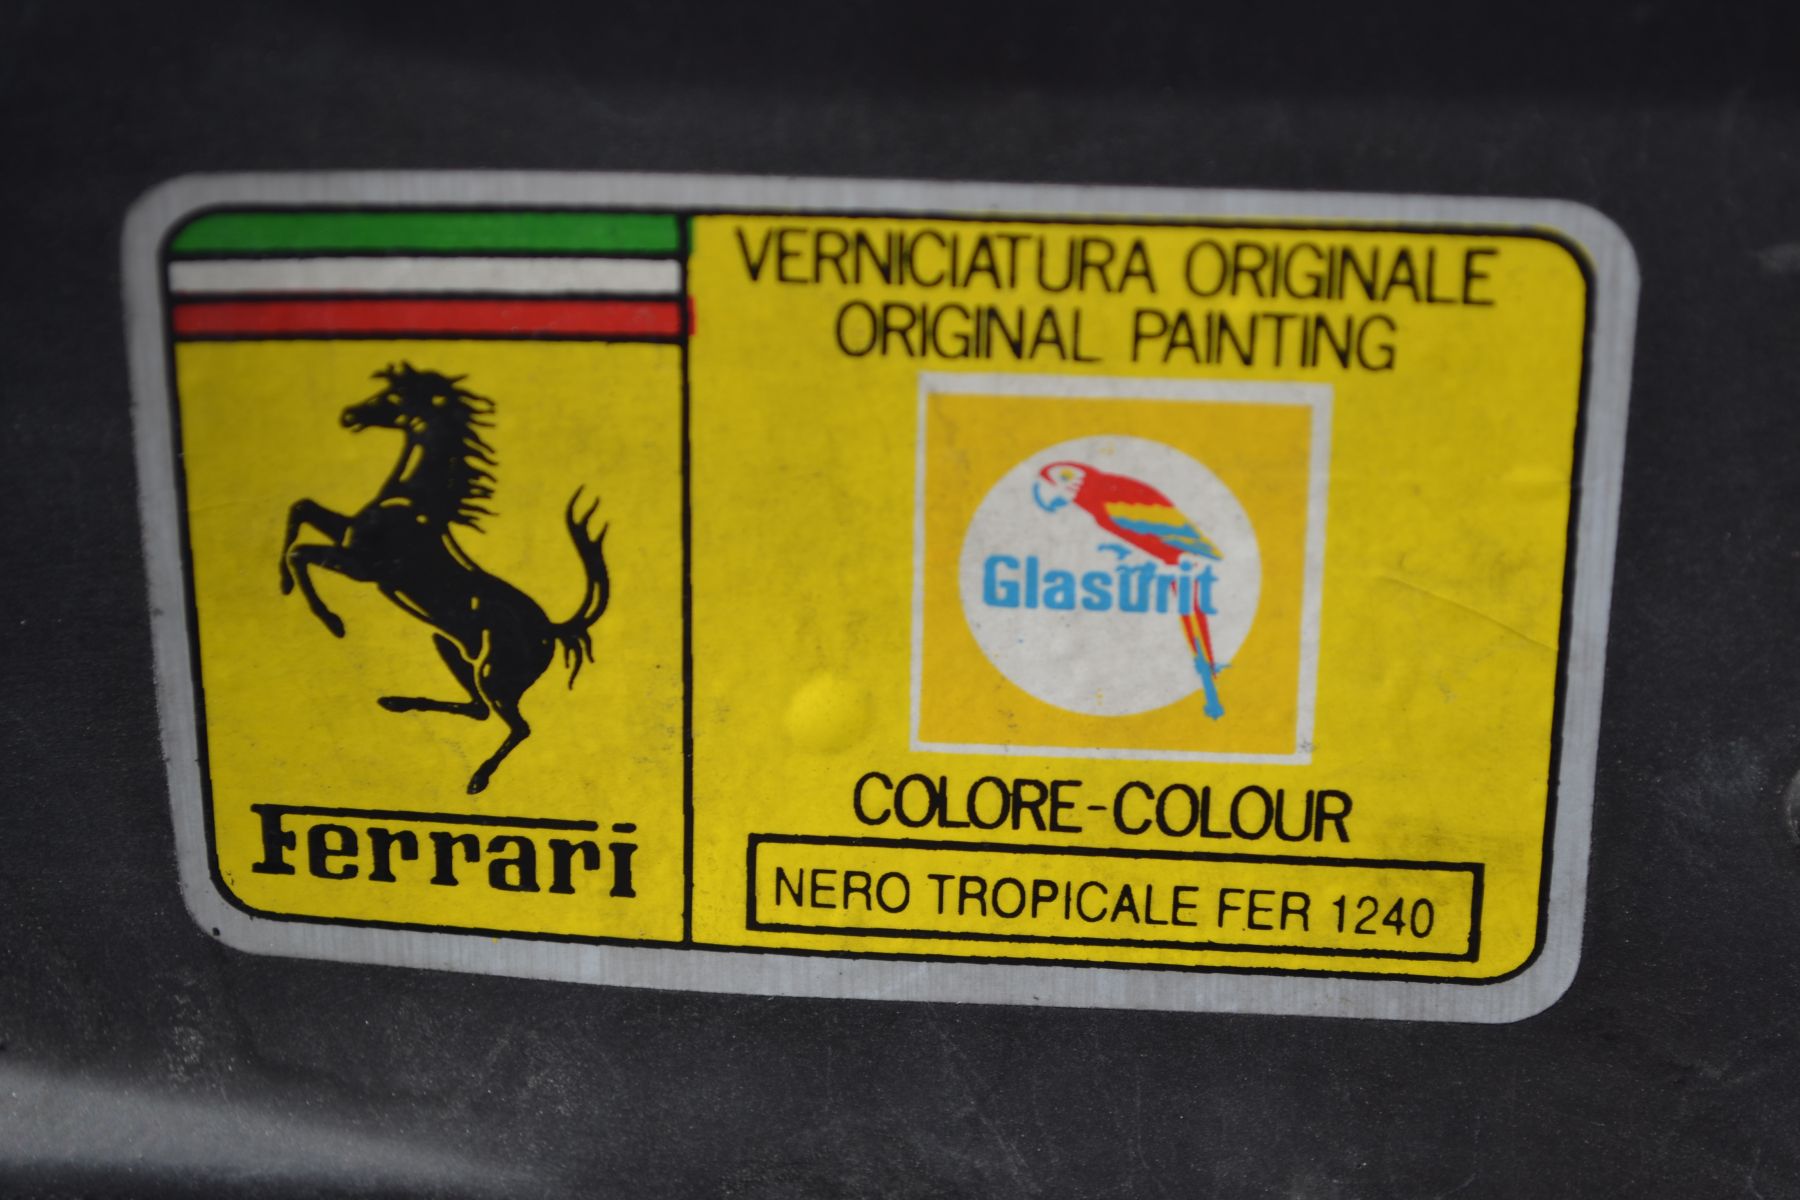 Ferrari
VERNICIATURA ORIGINALE
ORIGINAL PAINTING
Glasurit
COLORE-COLOUR
NERO TROPICALE FER 1240